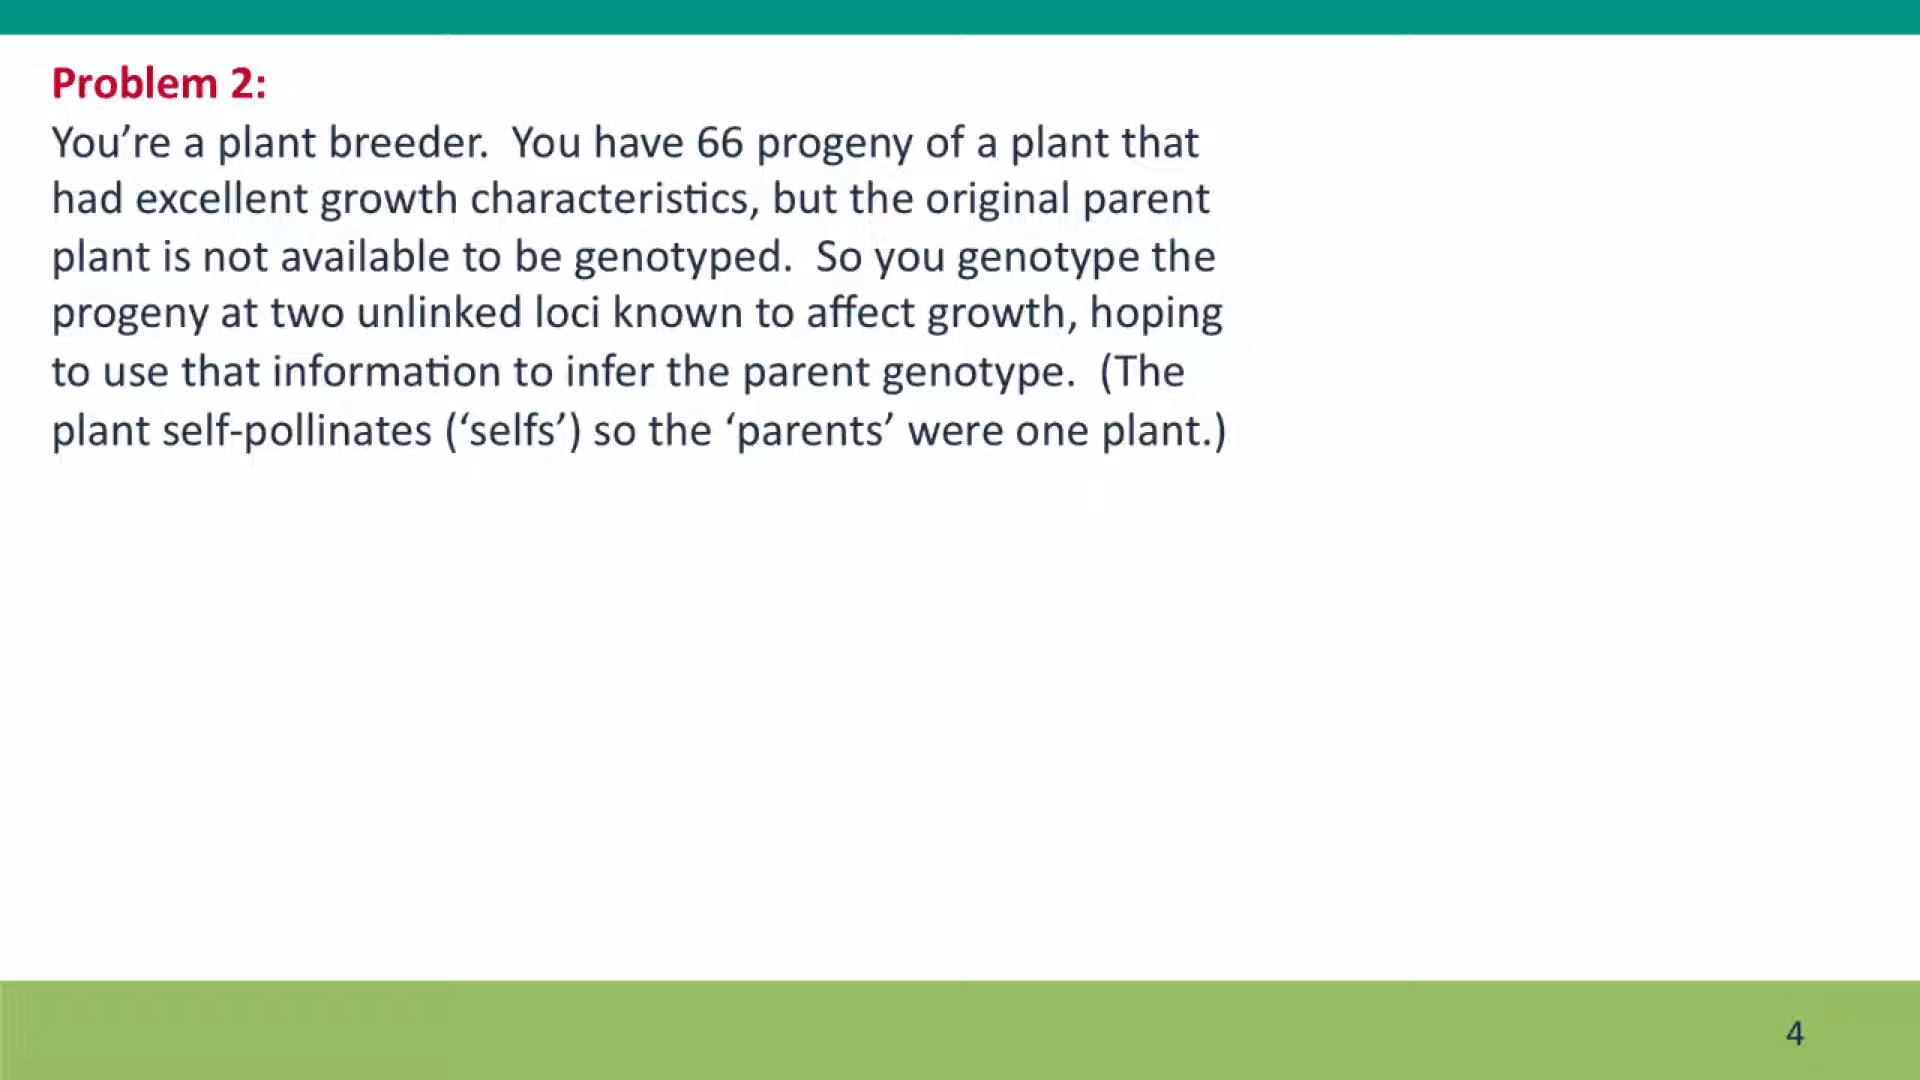 Problem 2:
You’re a plant breeder.  You have 66 progeny of a plant that
had excellent growth characteristics, but the original parent
plant is not available to be genotyped.  So you genotype the
progeny at two unlinked loci known to affect growth, hoping
to use that information to infer the parent genotype.  (The
plant self-pollinates (‘selfs’) so the ‘parents’ were one plant.)
4